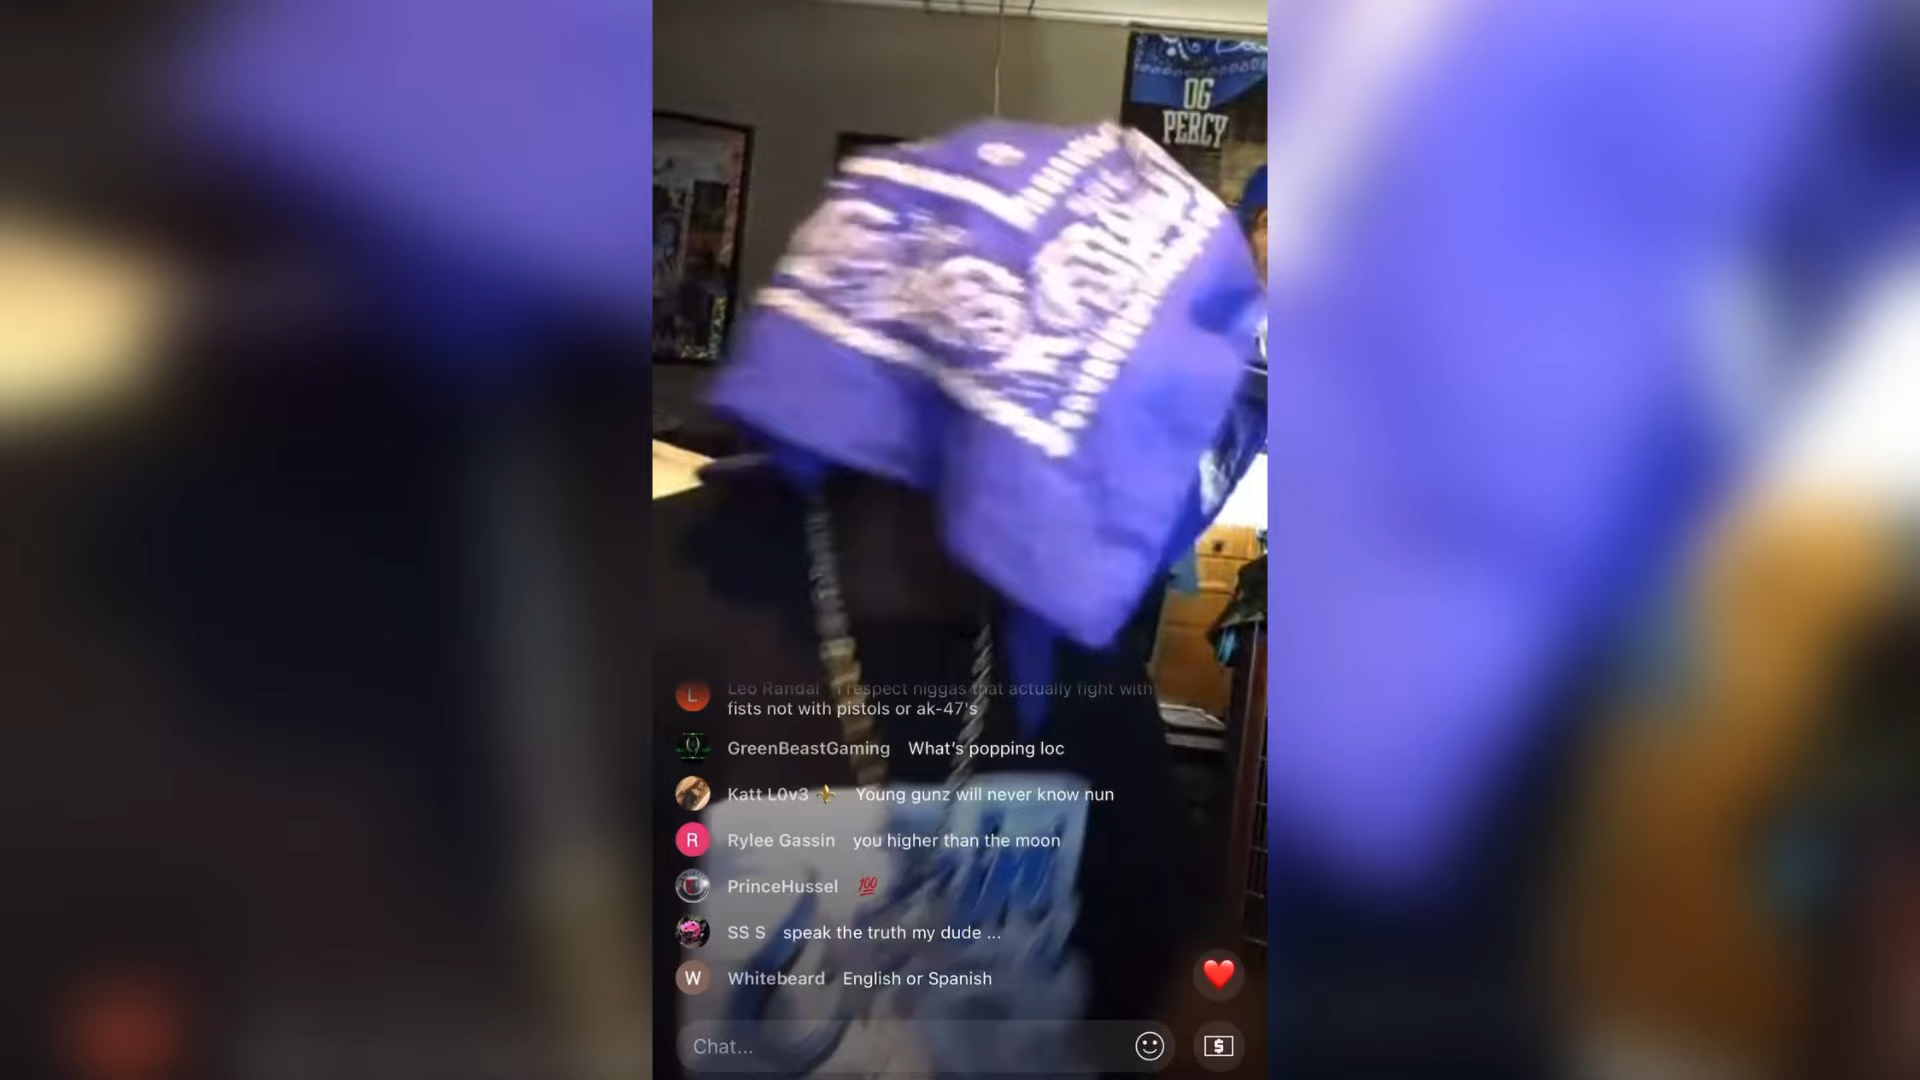 OG
PERCY
Leo Randal I respect niggas that actually fight with
fists not with pistols or ak-47's
GreenBeastGaming What's popping loc
Katt L0v3 ⚜️ Young gunz will never know nun
Rylee Gassin you higher than the moon
PrinceHussel 💯
SS S speak the truth my dude ...
Whitebeard English or Spanish
Chat...